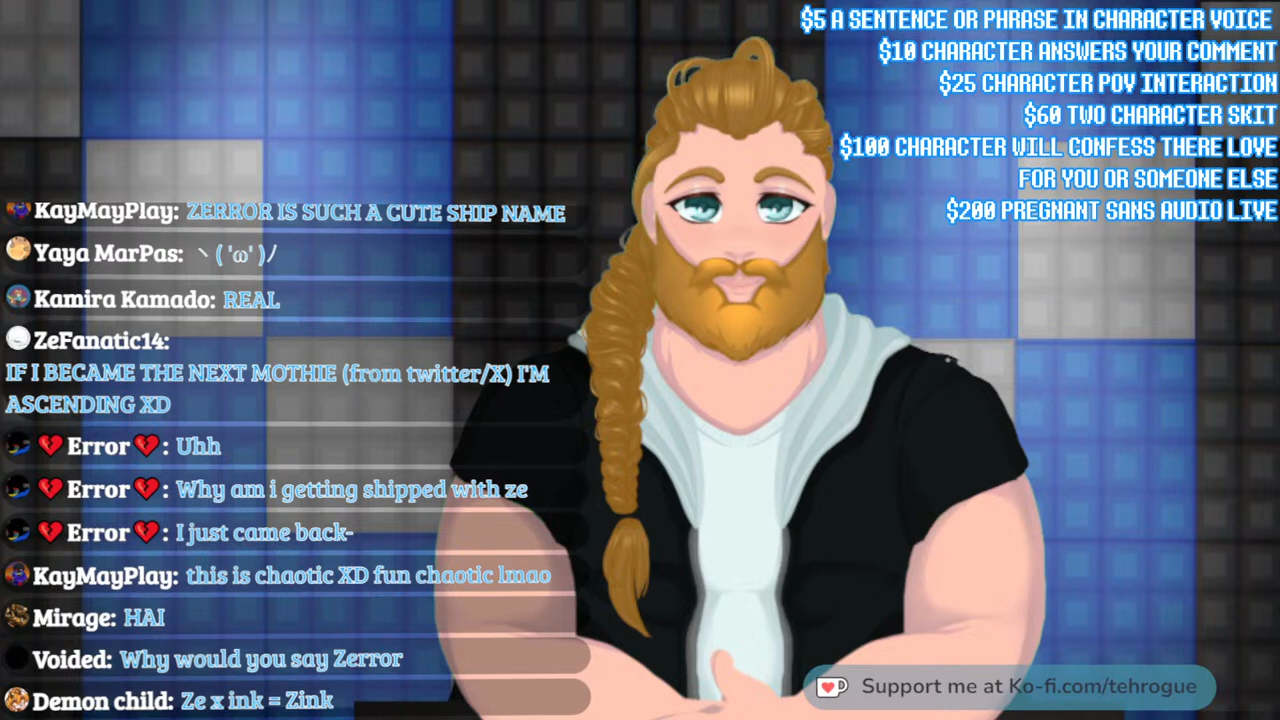 $5 A SENTENCE OR PHRASE IN CHARACTER VOICE
$10 CHARACTER ANSWERS YOUR COMMENT
$25 CHARACTER POV INTERACTION
$60 TWO CHARACTER SKIT
$100 CHARACTER WILL CONFESS THERE LOVE
FOR YOU OR SOMEONE ELSE
$200 PREGNANT SANS AUDIO LIVE
KayMayPlay: ZERROR IS SUCH A CUTE SHIP NAME
Yaya MarPas: ヽ('ω')ﾉ
Kamira Kamado: REAL
ZeFanatic14:
IF I BECAME THE NEXT MOTHIE (from twitter/X) I'M
ASCENDING XD
💔 Error 💔: Uhh
💔 Error 💔: Why am i getting shipped with ze
💔 Error 💔: I just came back-
KayMayPlay: this is chaotic XD fun chaotic lmao
Mirage: HAI
Voided: Why would you say Zerror
Demon child: Ze x ink = Zink
Support me at Ko-fi.com/tehrogue